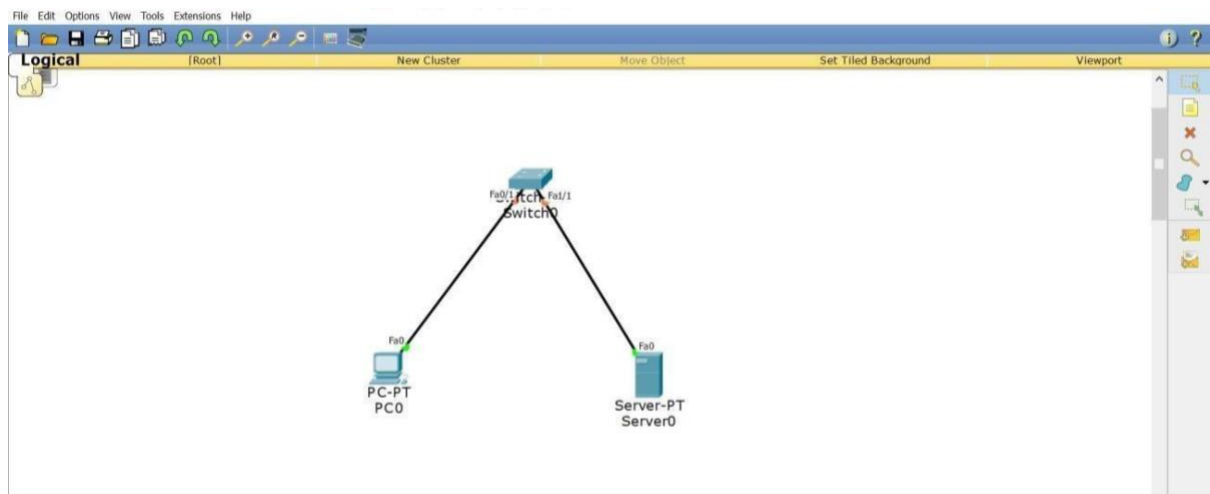 File Edit Options View Tools Extensions Help
Logical [Root] New Cluster Move Object Set Tiled Background Viewport
Fa0/1 Fa1/1
Switch0
Fa0
PC-PT
PC0
Fa0
Server-PT
Server0